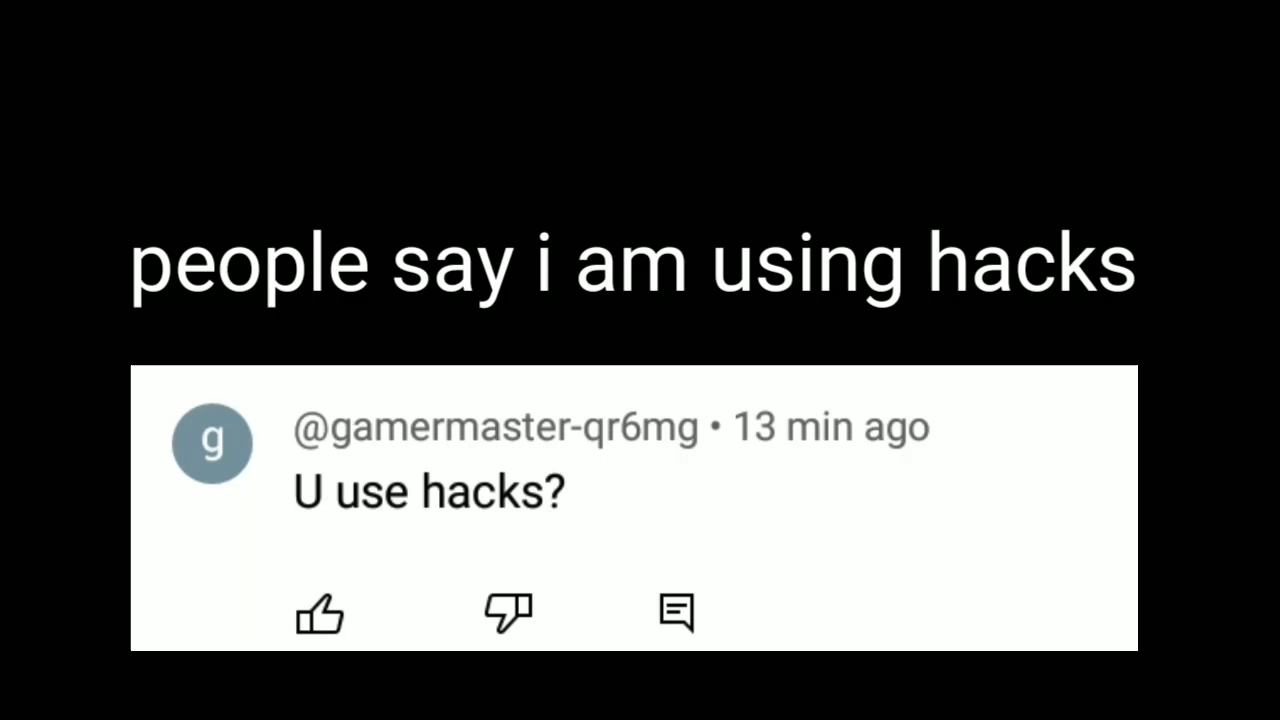 people say i am using hacks
g
@gamermaster-qr6mg • 13 min ago
U use hacks?